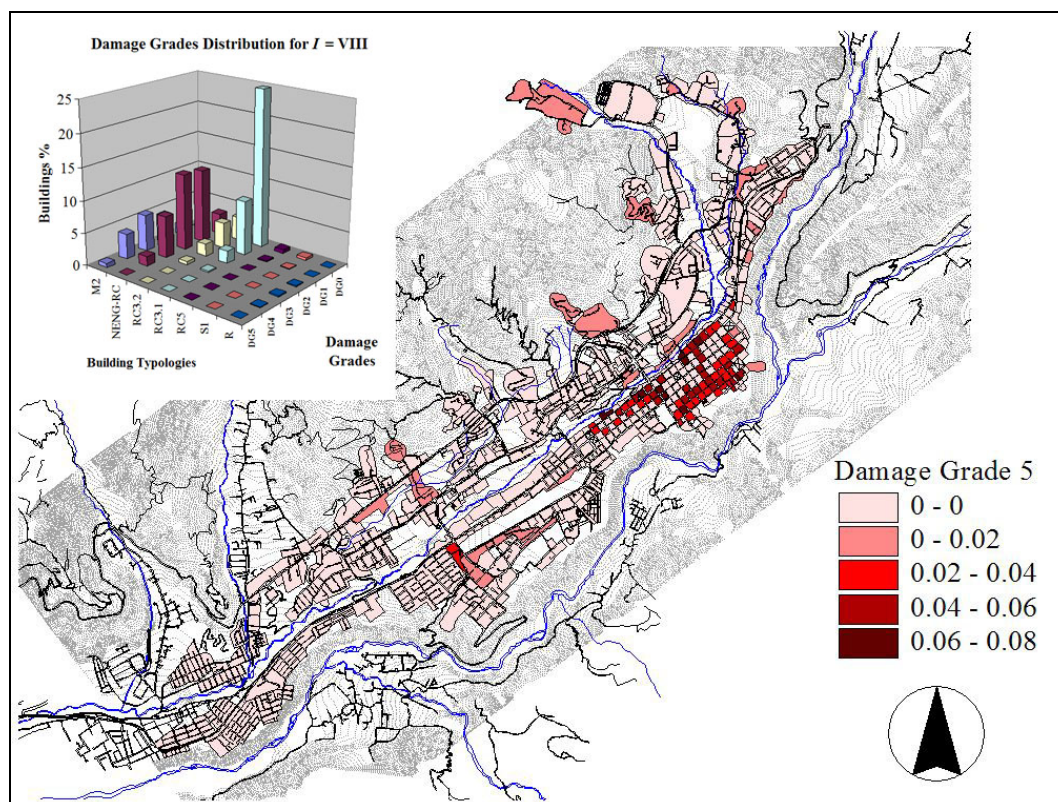 Damage Grades Distribution for I = VIII
Buildings %
25
20
15
10
5
0
M2
NENG-RC
RC3.2
RC3.1
RC5
S1
R
DG5
DG4
DG3
DG2
DG1
DG0
Building Typologies
Damage
Grades
Damage Grade 5
0 - 0
0 - 0.02
0.02 - 0.04
0.04 - 0.06
0.06 - 0.08